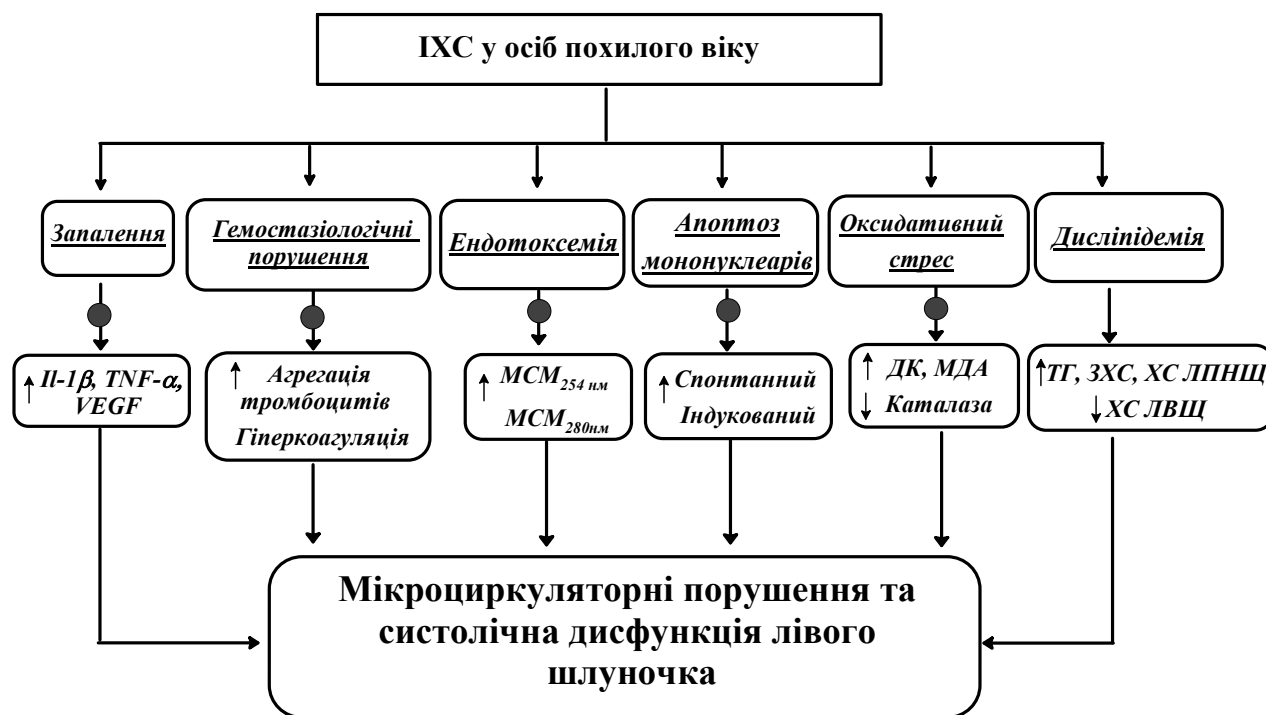 ІХС у осіб похилого віку
Запалення
Гемостазіологічні
порушення
Ендотоксемія
Апоптоз
мононуклеарів
Оксидативний
стрес
Дисліпідемія
↑ Il-1β, TNF-α,
VEGF
↑ Агрегація
тромбоцитів
Гіперкоагуляція
↑ МСМ254 нм
МСМ280нм
↑ Спонтанний
Індукований
↑ ДК, МДА
↓ Каталаза
↑ТГ, ЗХС, ХС ЛПНЩ
↓ХС ЛВЩ
Мікроциркуляторні порушення та
систолічна дисфункція лівого
шлуночка